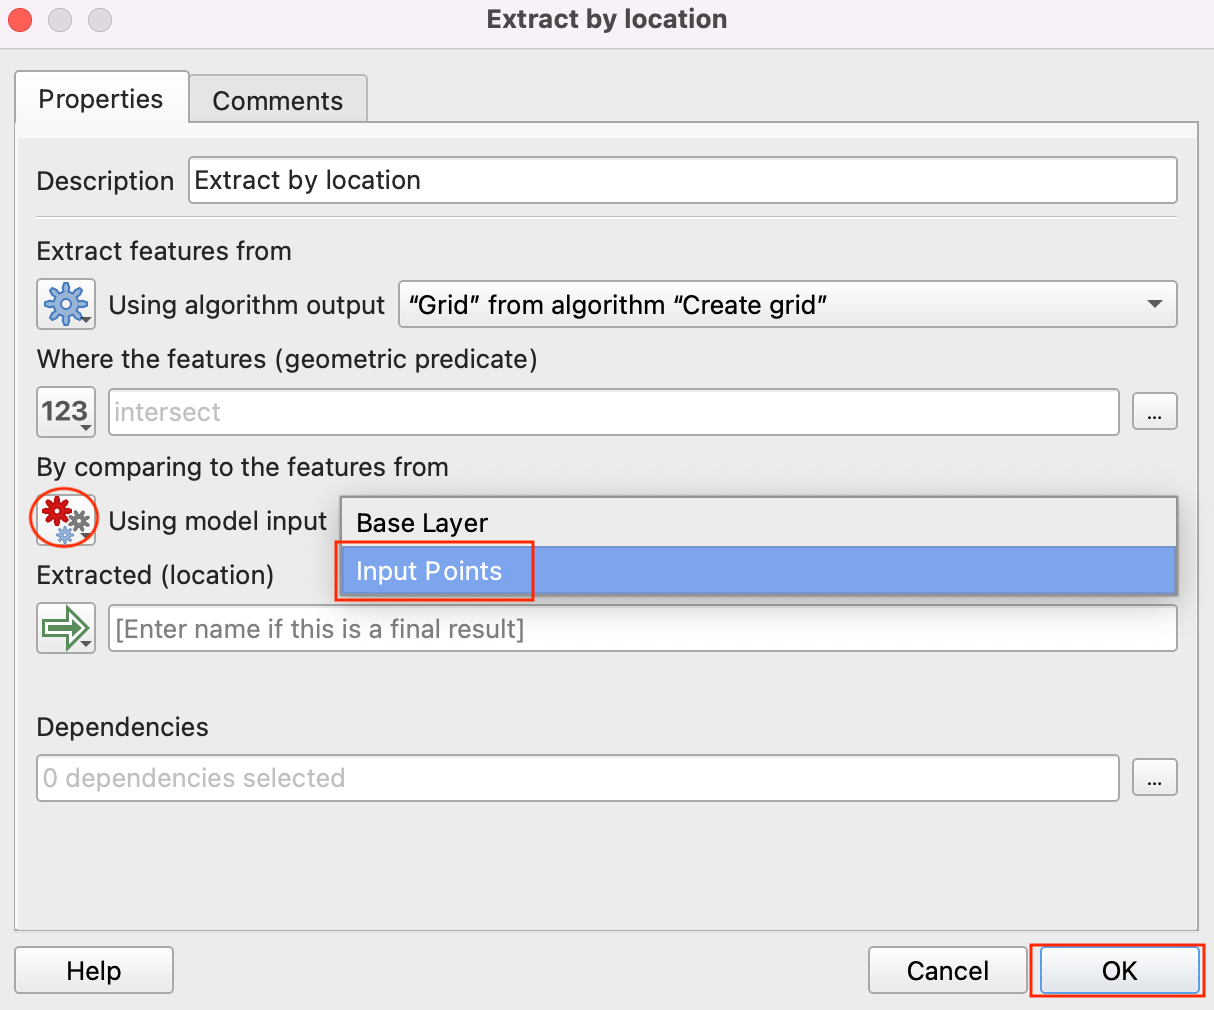 Extract by location
Properties
Comments
Description
Extract by location
Extract features from
Using algorithm output
“Grid” from algorithm “Create grid”
Where the features (geometric predicate)
123
intersect
...
By comparing to the features from
Using model input
Base Layer
Input Points
Extracted (location)
[Enter name if this is a final result]
Dependencies
0 dependencies selected
...
Help
Cancel
OK